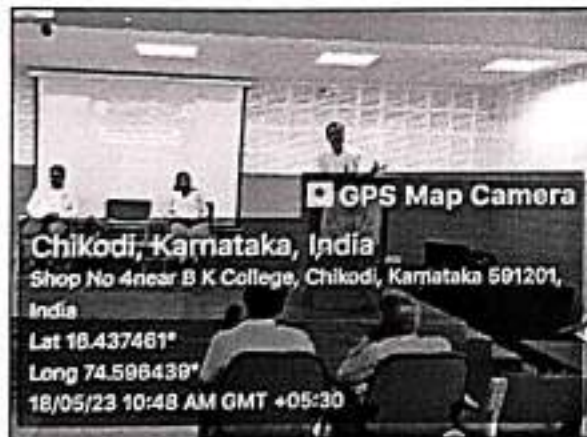 GPS Map Camera
Chikodi, Karnataka, India
Shop No 4near B K College, Chikodi, Karnataka 591201,
India
Lat 16.437461°
Long 74.596439°
18/05/23 10:48 AM GMT +05:30